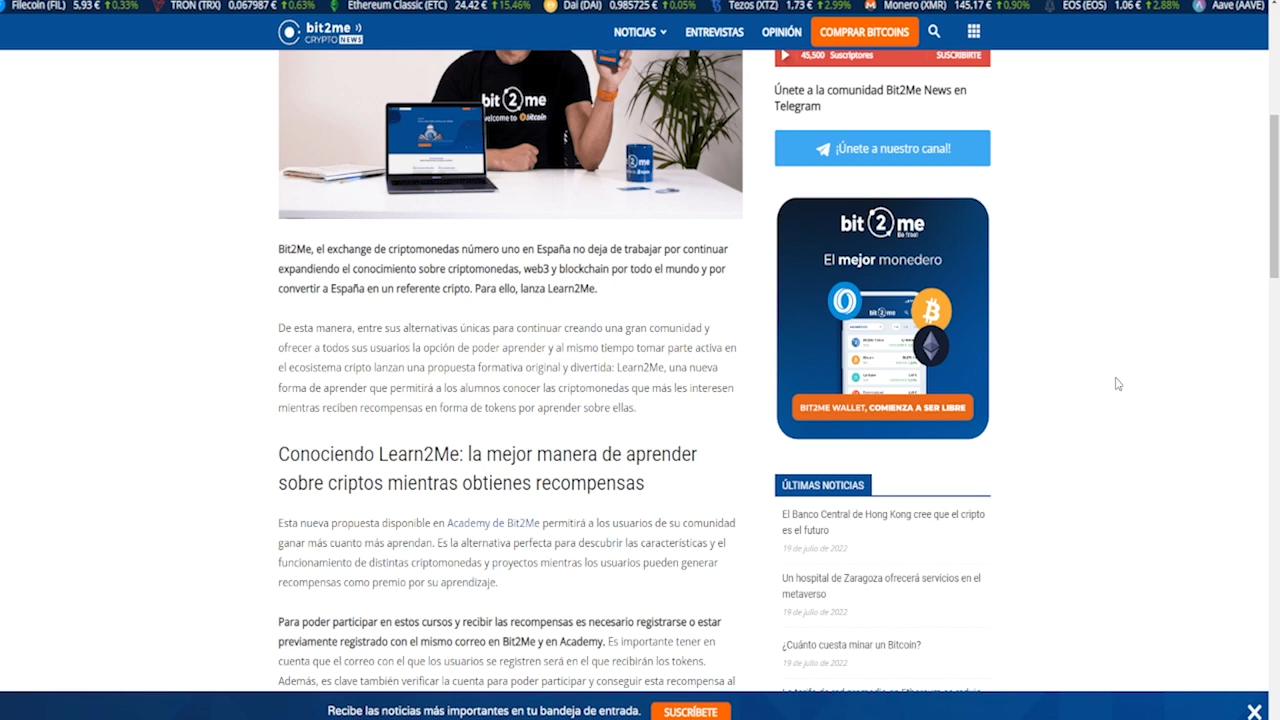 Filecoin (FIL) 5,93 € ↑ 0,33% TRON (TRX) 0,067987 € ↑ 0,63% Ethereum Classic (ETC) 24,42 € ↑ 15,46% Dai (DAI) 0,985725 € ↑ 0,05% Tezos (XTZ) 1,73 € ↑ 2,99% Monero (XMR) 145,17 € ↑ 0,90% EOS (EOS) 1,06 € ↑ 2,88% Aave (AAVE)
bit2me
CRYPTO NEWS
NOTICIAS ENTREVISTAS OPINIÓN COMPRAR BITCOINS
45,500 Suscriptores SUSCRIBIRTE
bit 2 me
welcome to bitcoin
Únete a la comunidad Bit2Me News en
Telegram
¡Únete a nuestro canal!
bit 2 me
Be free!
El mejor monedero
BIT2ME WALLET, COMIENZA A SER LIBRE
Bit2Me, el exchange de criptomonedas número uno en España no deja de trabajar por continuar
expandiendo el conocimiento sobre criptomonedas, web3 y blockchain por todo el mundo y por
convertir a España en un referente cripto. Para ello, lanza Learn2Me.
De esta manera, entre sus alternativas únicas para continuar creando una gran comunidad y
ofrecer a todos sus usuarios la opción de poder aprender y al mismo tiempo tomar parte activa en
el ecosistema cripto lanzan una propuesta formativa original y divertida: Learn2Me, una nueva
forma de aprender que permitirá a los alumnos conocer las criptomonedas que más les interesen
mientras reciben recompensas en forma de tokens por aprender sobre ellas.
Conociendo Learn2Me: la mejor manera de aprender
sobre criptos mientras obtienes recompensas
Esta nueva propuesta disponible en Academy de Bit2Me permitirá a los usuarios de su comunidad
ganar más cuanto más aprendan. Es la alternativa perfecta para descubrir las características y el
funcionamiento de distintas criptomonedas y proyectos mientras los usuarios pueden generar
recompensas como premio por su aprendizaje.
Para poder participar en estos cursos y recibir las recompensas es necesario registrarse o estar
previamente registrado con el mismo correo en Bit2Me y en Academy. Es importante tener en
cuenta que el correo con el que los usuarios se registren será en el que recibirán los tokens.
Además, es clave también verificar la cuenta para poder participar y conseguir esta recompensa al
ÚLTIMAS NOTICIAS
El Banco Central de Hong Kong cree que el cripto
es el futuro
19 de julio de 2022
Un hospital de Zaragoza ofrecerá servicios en el
metaverso
19 de julio de 2022
¿Cuánto cuesta minar un Bitcoin?
19 de julio de 2022
Recibe las noticias más importantes en tu bandeja de entrada. SUSCRÍBETE